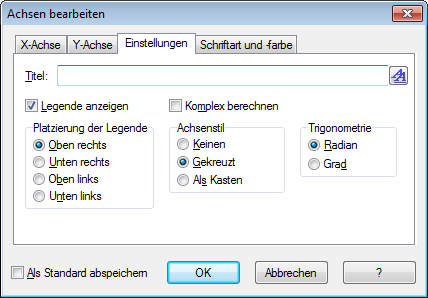 Achsen bearbeiten
X-Achse Y-Achse Einstellungen Schriftart und -farbe
Titel:
Legende anzeigen Komplex berechnen
Platzierung der Legende Achsenstil Trigonometrie
Oben rechts Keinen Radian
Unten rechts Gekreuzt Grad
Oben links Als Kasten
Unten links
Als Standard abspeichern OK Abbrechen ?